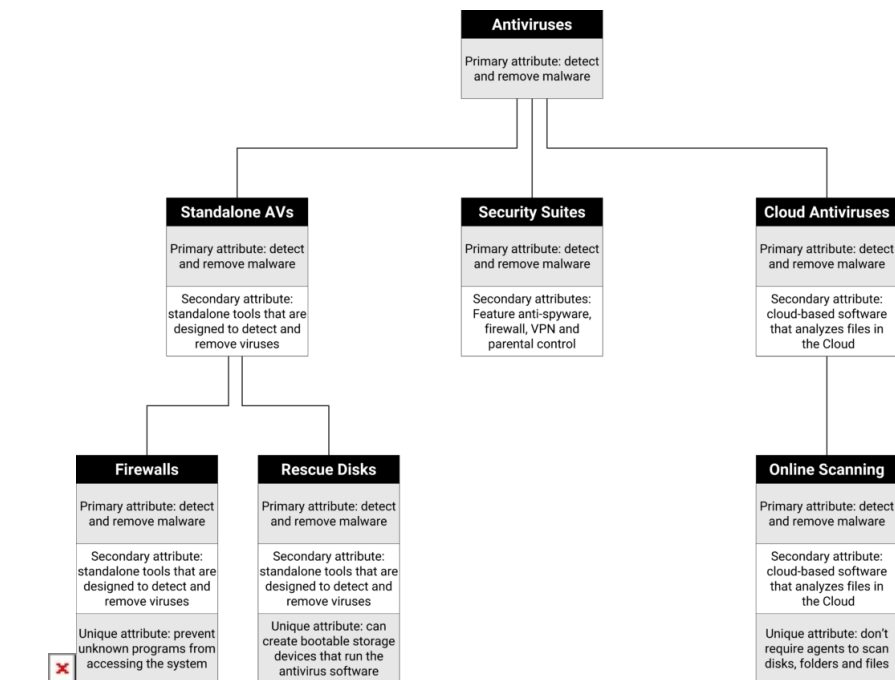 Antiviruses
Primary attribute: detect
and remove malware
Standalone AVs
Primary attribute: detect
and remove malware
Secondary attribute:
standalone tools that are
designed to detect and
remove viruses
Security Suites
Primary attribute: detect
and remove malware
Secondary attributes:
Feature anti-spyware,
firewall, VPN and
parental control
Cloud Antiviruses
Primary attribute: detect
and remove malware
Secondary attribute:
cloud-based software
that analyzes files in
the Cloud
Firewalls
Primary attribute: detect
and remove malware
Secondary attribute:
standalone tools that are
designed to detect and
remove viruses
Unique attribute: prevent
unknown programs from
accessing the system
Rescue Disks
Primary attribute: detect
and remove malware
Secondary attribute:
standalone tools that are
designed to detect and
remove viruses
Unique attribute: can
create bootable storage
devices that run the
antivirus software
Online Scanning
Primary attribute: detect
and remove malware
Secondary attribute:
cloud-based software
that analyzes files in
the Cloud
Unique attribute: don't
require agents to scan
disks, folders and files